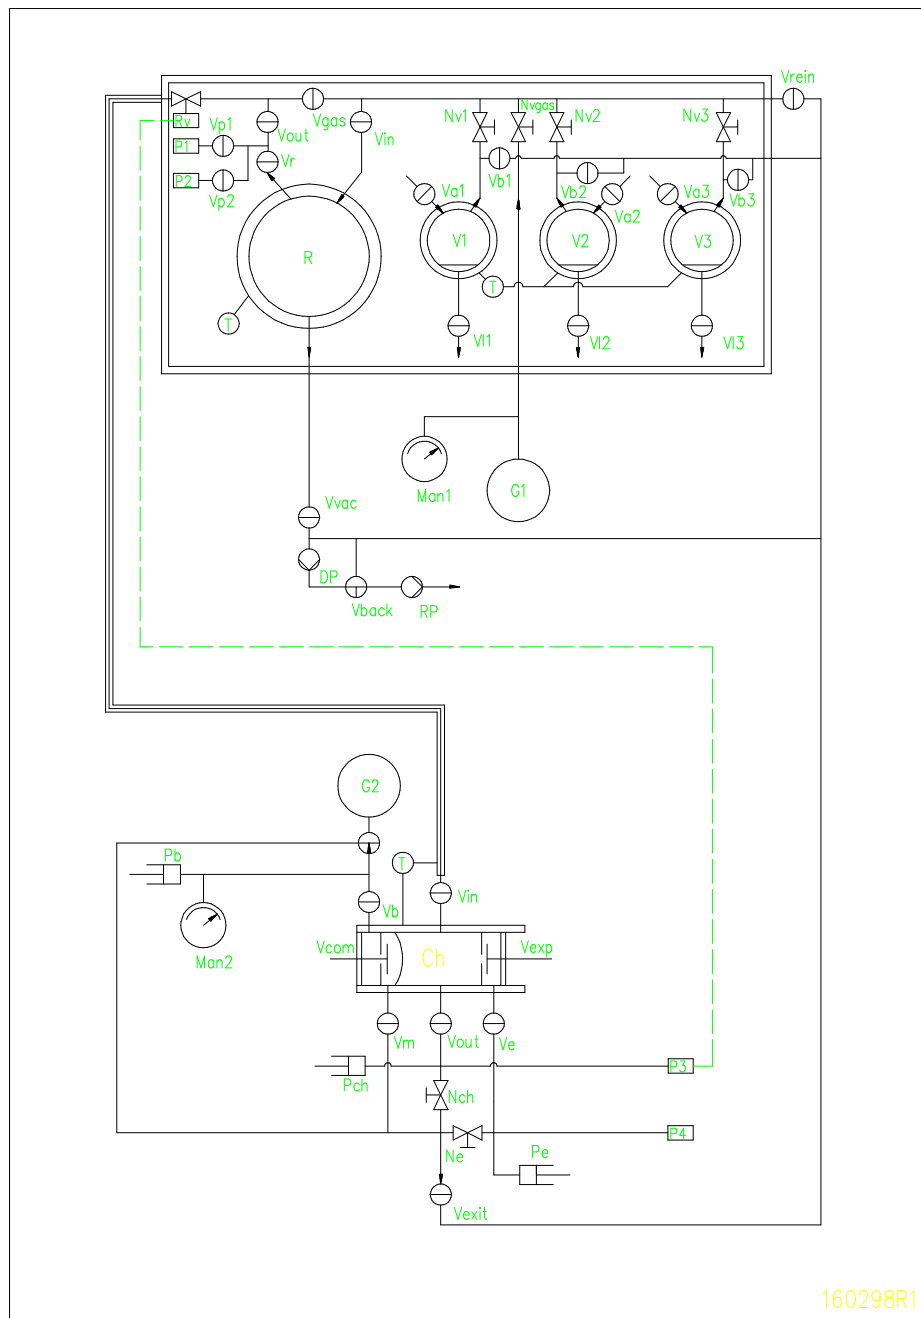 Vrein
Rv
Vp1
Vgas
Nv1
Nvgas
Nv2
Nv3
P1
Vout
Vin
Vr
Vb1
P2
Vp2
Va1
Vb2
Va2
Va3
Vb3
R
V1
V2
V3
T
T
Vl1
Vl2
Vl3
Man1
G1
Vvac
DP
Vback
RP
G2
Pb
T
Vin
Vb
Man2
Vcom
Ch
Vexp
Vm
Vout
Ve
Pch
P3
Nch
P4
Ne
Pe
Vexit
160298R1